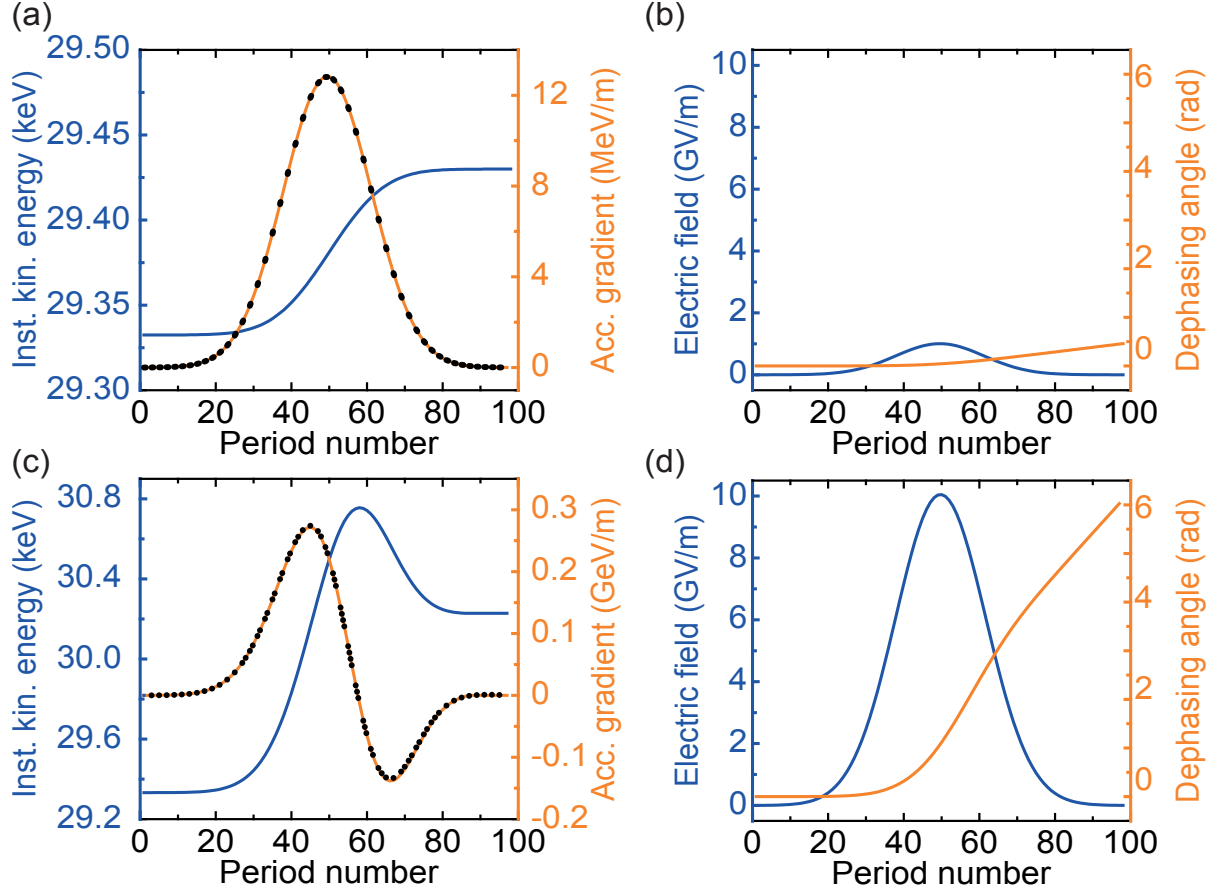 (a)
29.50
29.45
29.40
29.35
29.30
Inst. kin. energy (keV)
12
8
4
0
Acc. gradient (MeV/m)
0 20 40 60 80 100
Period number
(b)
10
8
6
4
2
0
Electric field (GV/m)
6
4
2
0
Dephasing angle (rad)
0 20 40 60 80 100
Period number
(c)
30.8
30.4
30.0
29.6
29.2
Inst. kin. energy (keV)
0.3
0.2
0.1
0
-0.1
-0.2
Acc. gradient (GeV/m)
0 20 40 60 80 100
Period number
(d)
10
8
6
4
2
0
Electric field (GV/m)
6
4
2
0
Dephasing angle (rad)
0 20 40 60 80 100
Period number